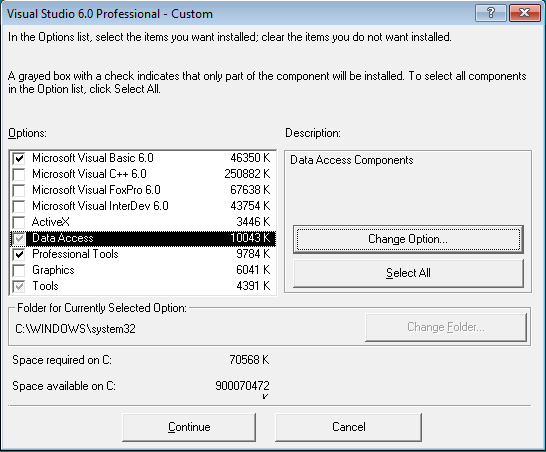 Visual Studio 6.0 Professional - Custom
In the Options list, select the items you want installed; clear the items you do not want installed.
A grayed box with a check indicates that only part of the component will be installed. To select all components
in the Option list, click Select All.
Options:
Description:
Microsoft Visual Basic 6.0 46350 K
Microsoft Visual C++ 6.0 250882 K
Microsoft Visual FoxPro 6.0 67638 K
Microsoft Visual InterDev 6.0 43754 K
ActiveX 3446 K
Data Access 10043 K
Professional Tools 9784 K
Graphics 6041 K
Tools 4391 K
Data Access Components
Change Option...
Select All
Folder for Currently Selected Option:
C:\WINDOWS\system32
Change Folder...
Space required on C: 70568 K
Space available on C: 900070472
K
Continue
Cancel